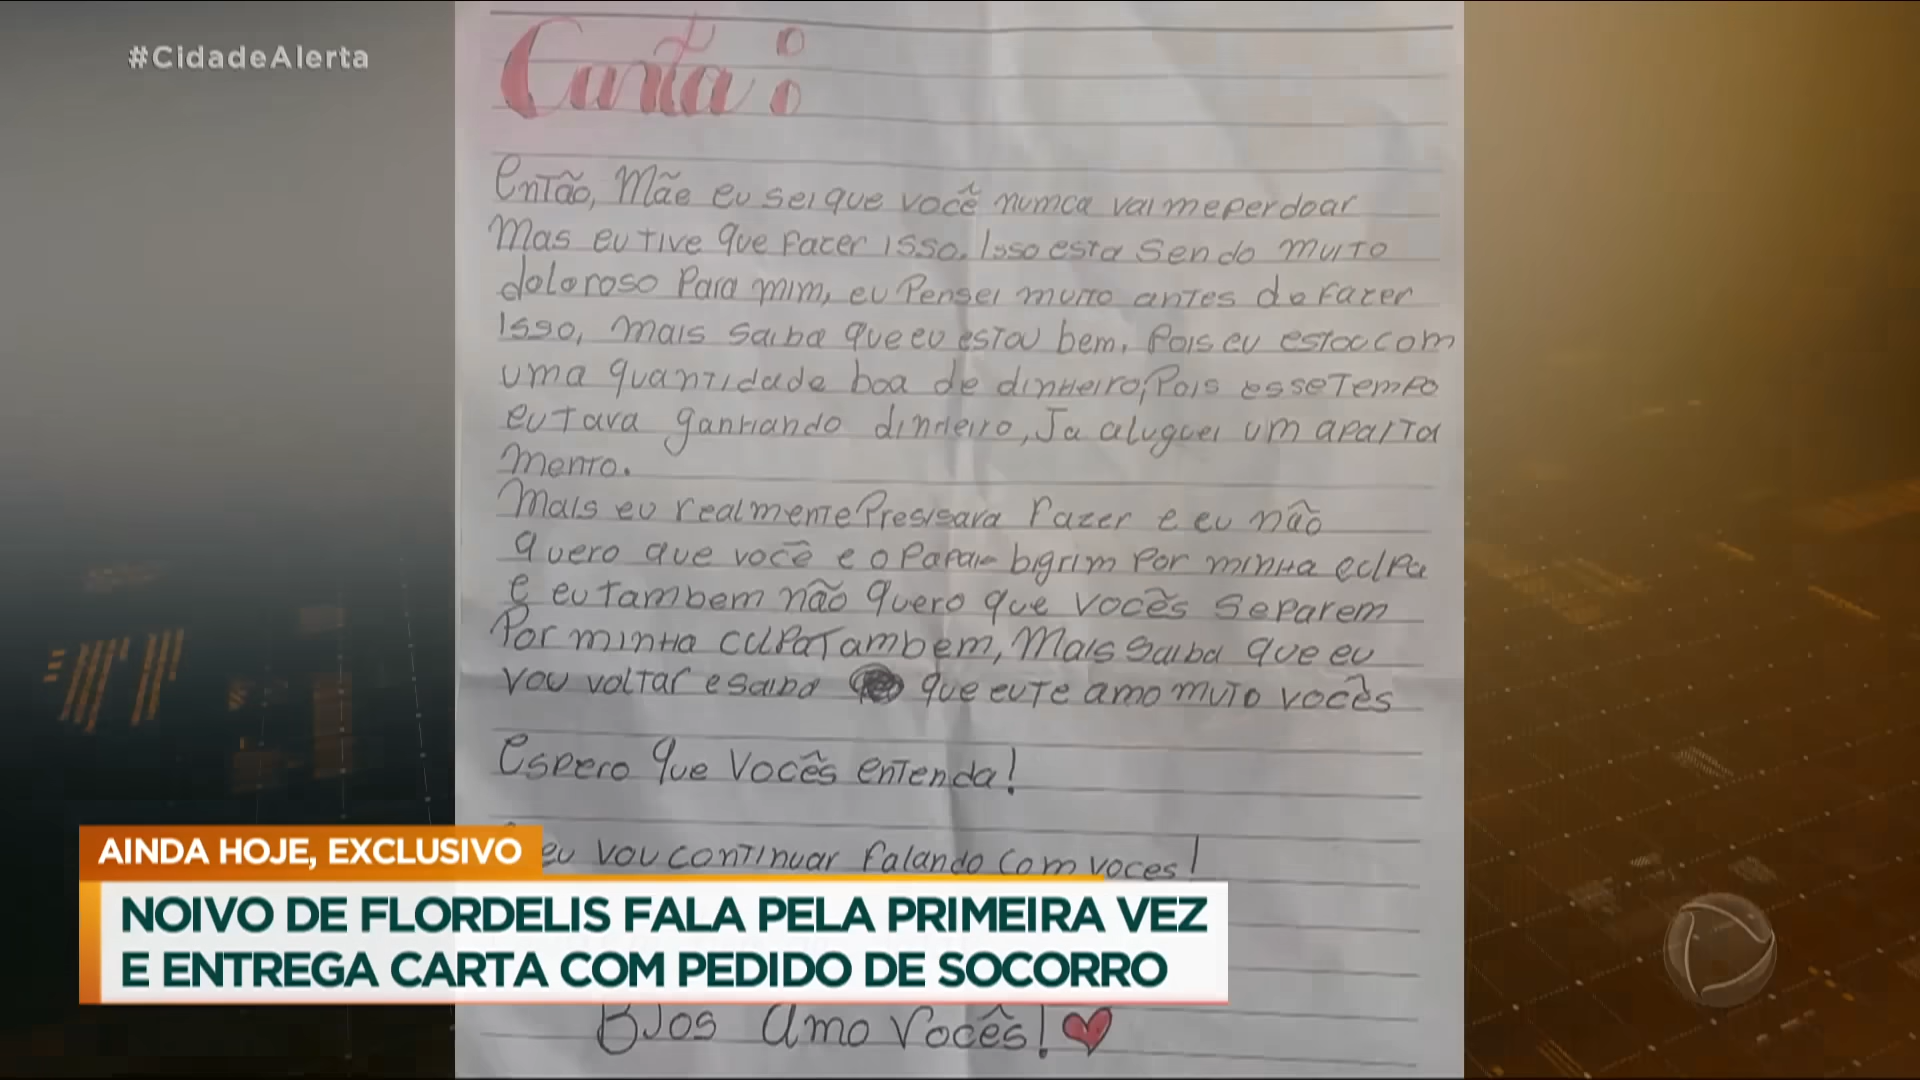 #CidadeAlerta
Carta:
Então, Mãe eu sei que você numca vai me perdoar
Mas eu tive que facer isso. Isso esta sendo muito
doloroso Para mim, eu Pensei muito antes de fazer
isso, mais saiba que eu estou bem. Pois eu estou com
uma quantidade boa de dinheiro, Pois esse Tempo
eu tava ganhando dinheiro, Ja aluguei um aparta
mento.
Mais eu realmente Presisava fazer e eu não
quero que você e o Papai bigrim por minha culpa
e eu tambem não quero que vocês separem
Por minha culpa Tambem, Mais saiba que eu
vou voltar e saiba que eu te amo muito vocês
Espero que Vocês entenda!
eu vou continuar falando com voces!
AINDA HOJE, EXCLUSIVO
NOIVO DE FLORDELIS FALA PELA PRIMEIRA VEZ
E ENTREGA CARTA COM PEDIDO DE SOCORRO
Bjos Amo Vocês!